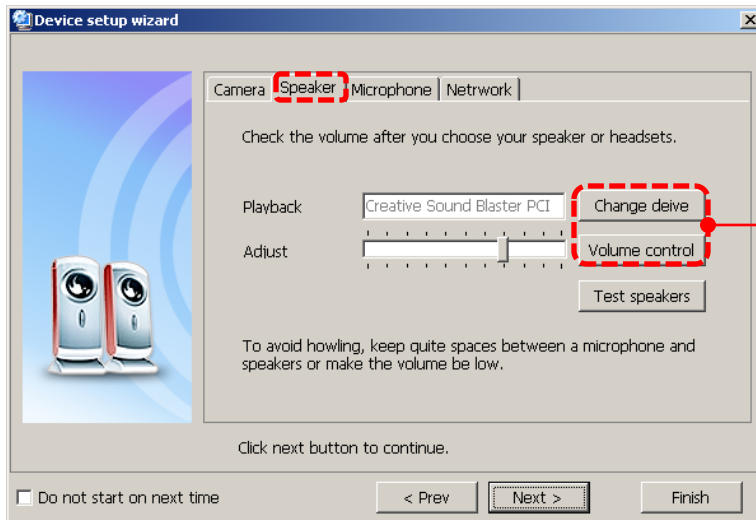 Device setup wizard
Camera Speaker Microphone Netrwork
Check the volume after you choose your speaker or headsets.
Playback Creative Sound Blaster PCI Change deive
Adjust Volume control
Test speakers
To avoid howling, keep quite spaces between a microphone and
speakers or make the volume be low.
Click next button to continue.
Do not start on next time < Prev Next > Finish